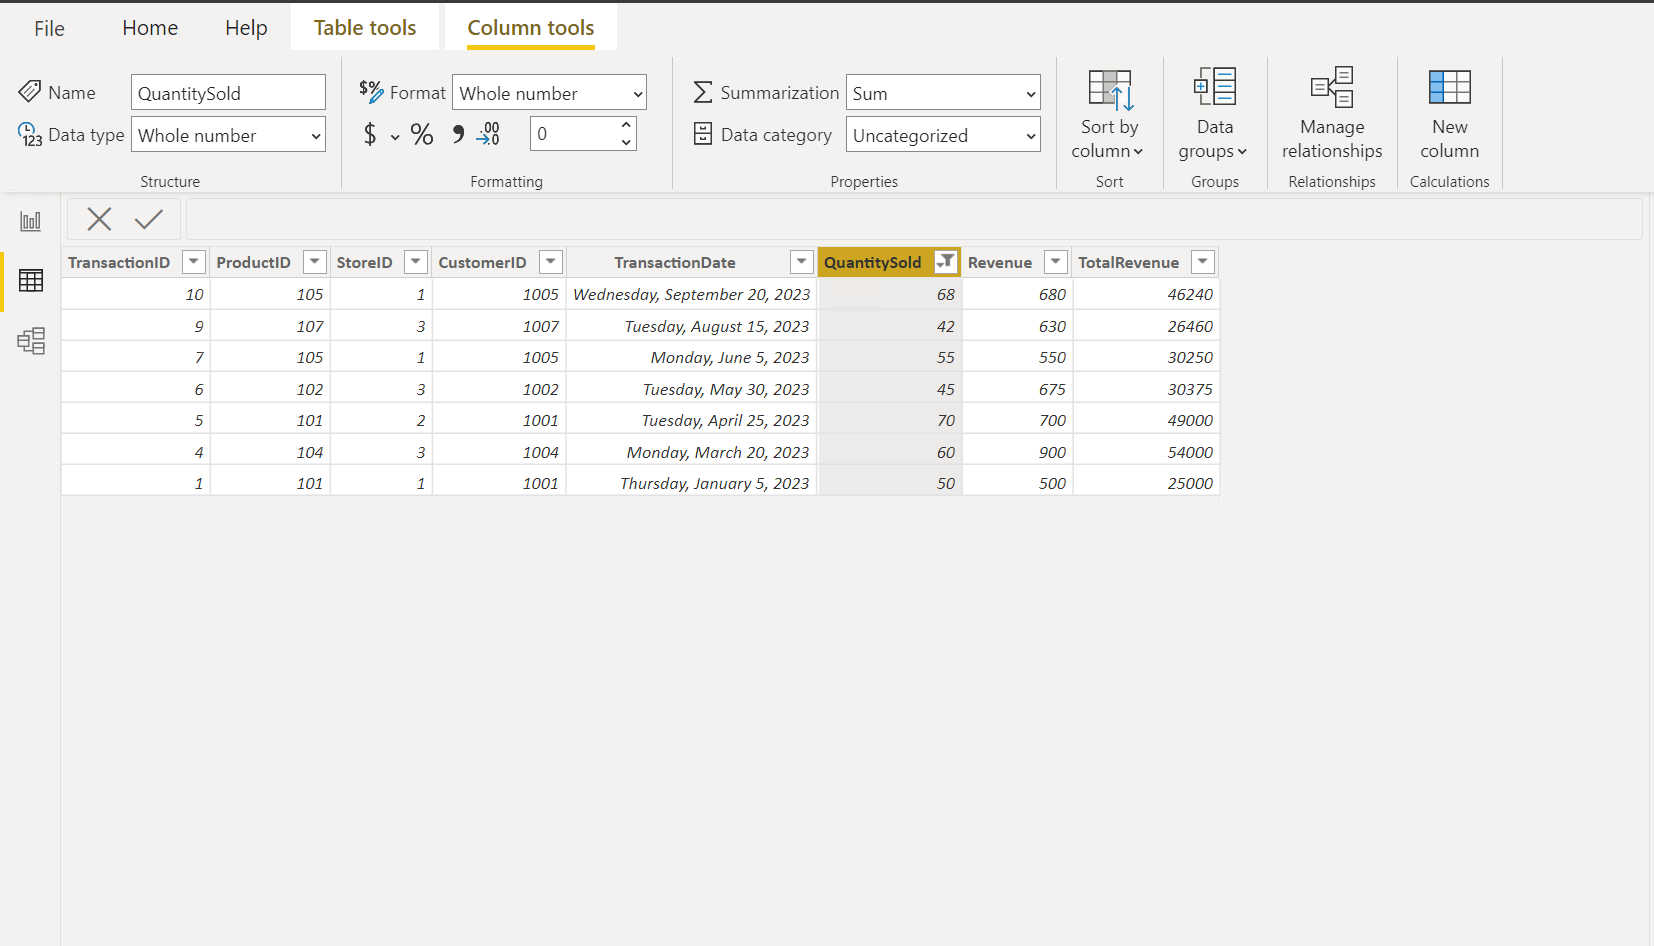 File Home Help Table tools Column tools
Name QuantitySold $% Format Whole number Summarization Sum
123 Data type Whole number $ % , .00 0 Data category Uncategorized
Sort by column Data groups Manage relationships New column
Structure Formatting Properties Sort Groups Relationships Calculations
TransactionID ProductID StoreID CustomerID TransactionDate QuantitySold Revenue TotalRevenue
10 105 1 1005 Wednesday, September 20, 2023 68 680 46240
9 107 3 1007 Tuesday, August 15, 2023 42 630 26460
7 105 1 1005 Monday, June 5, 2023 55 550 30250
6 102 3 1002 Tuesday, May 30, 2023 45 675 30375
5 101 2 1001 Tuesday, April 25, 2023 70 700 49000
4 104 3 1004 Monday, March 20, 2023 60 900 54000
1 101 1 1001 Thursday, January 5, 2023 50 500 25000